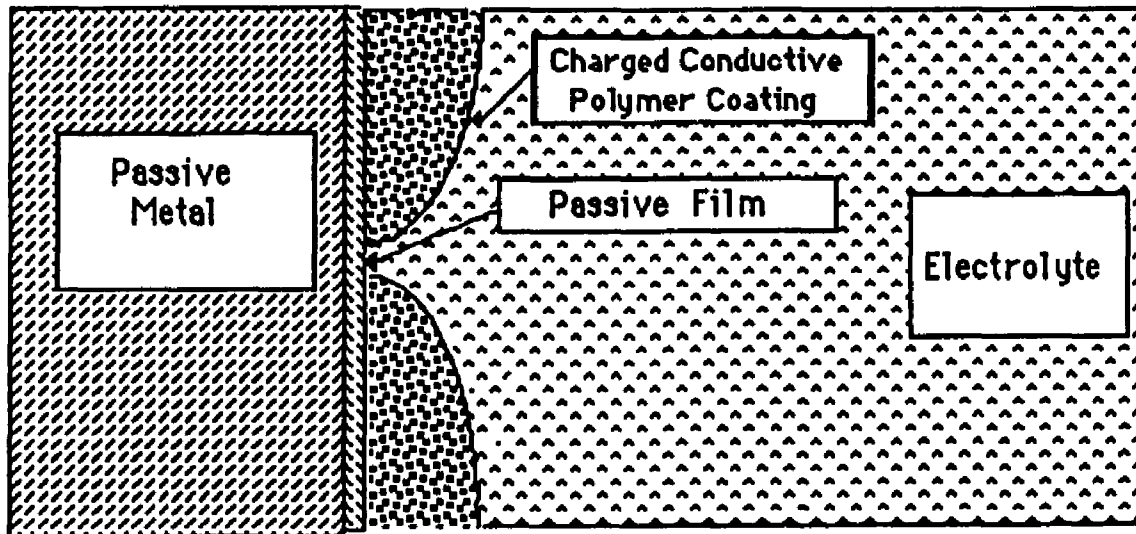 Charged Conductive
Polymer Coating
Passive
Metal
Passive Film
Electrolyte